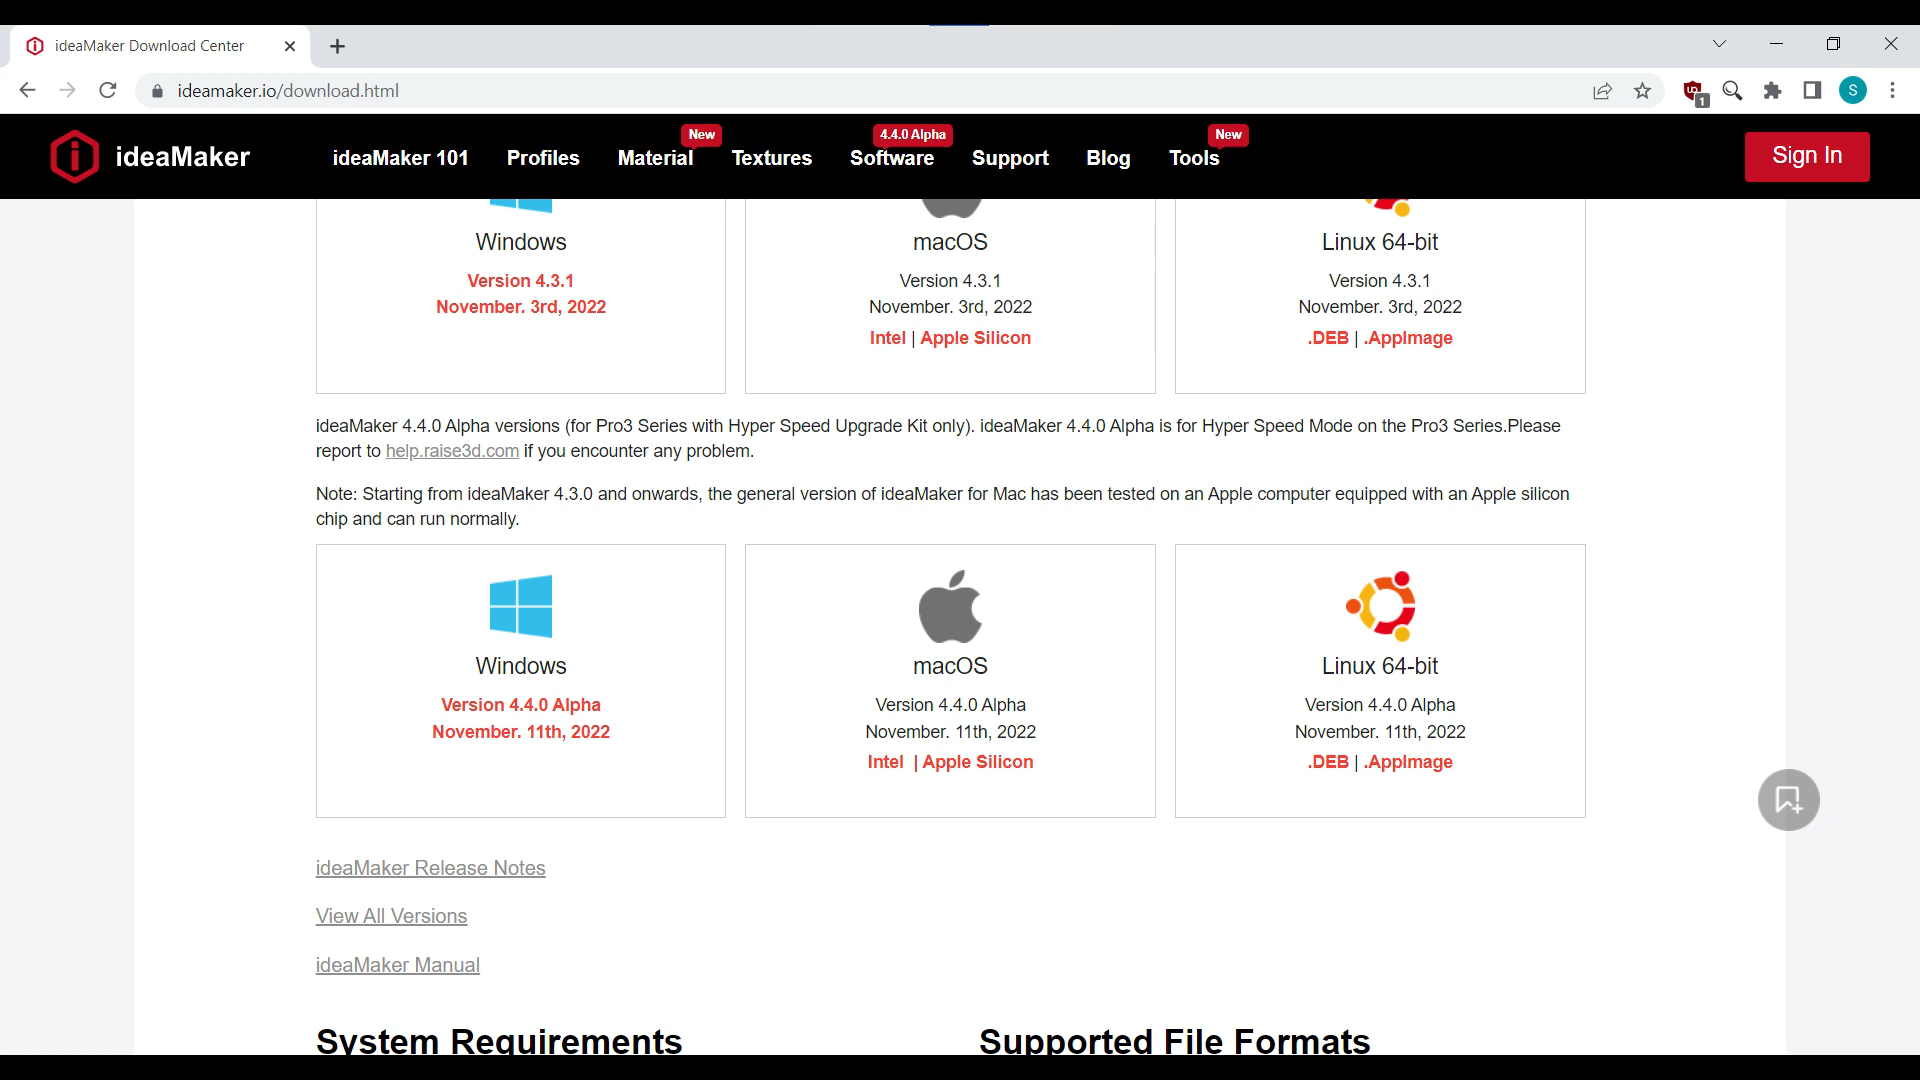 ideaMaker Download Center
ideamaker.io/download.html
1
S
ideaMaker
ideaMaker 101
Profiles
Material
New
Textures
Software
4.4.0 Alpha
Support
Blog
Tools
New
Sign In
Windows
Version 4.3.1
November. 3rd, 2022
macOS
Version 4.3.1
November. 3rd, 2022
Intel | Apple Silicon
Linux 64-bit
Version 4.3.1
November. 3rd, 2022
.DEB | .AppImage
ideaMaker 4.4.0 Alpha versions (for Pro3 Series with Hyper Speed Upgrade Kit only). ideaMaker 4.4.0 Alpha is for Hyper Speed Mode on the Pro3 Series.Please
report to help.raise3d.com if you encounter any problem.
Note: Starting from ideaMaker 4.3.0 and onwards, the general version of ideaMaker for Mac has been tested on an Apple computer equipped with an Apple silicon
chip and can run normally.
Windows
Version 4.4.0 Alpha
November. 11th, 2022
macOS
Version 4.4.0 Alpha
November. 11th, 2022
Intel | Apple Silicon
Linux 64-bit
Version 4.4.0 Alpha
November. 11th, 2022
.DEB | .AppImage
ideaMaker Release Notes
View All Versions
ideaMaker Manual
System Requirements
Supported File Formats